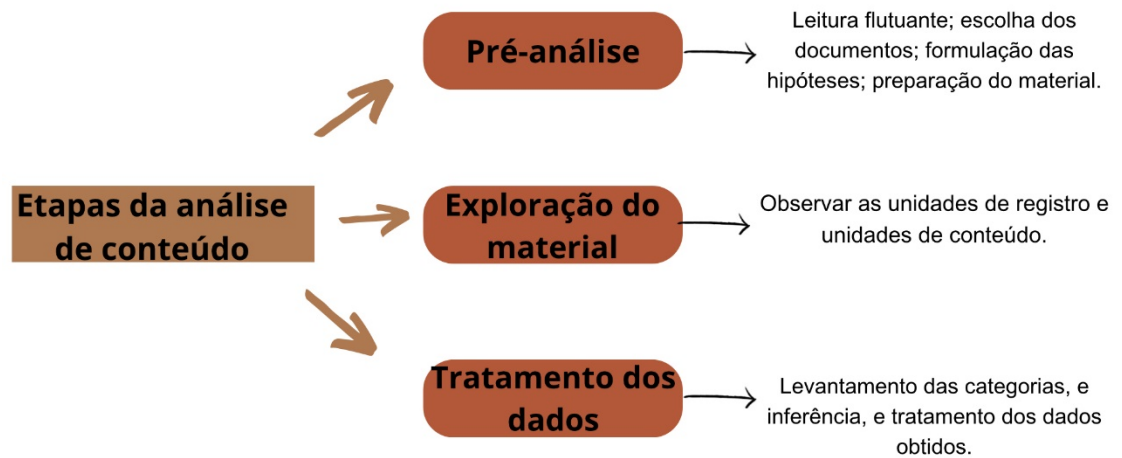 Etapas da análise
de conteúdo
Pré-análise
Leitura flutuante; escolha dos
documentos; formulação das
hipóteses; preparação do material.
Exploração do
material
Observar as unidades de registro e
unidades de conteúdo.
Tratamento dos
dados
Levantamento das categorias, e
inferência, e tratamento dos dados
obtidos.